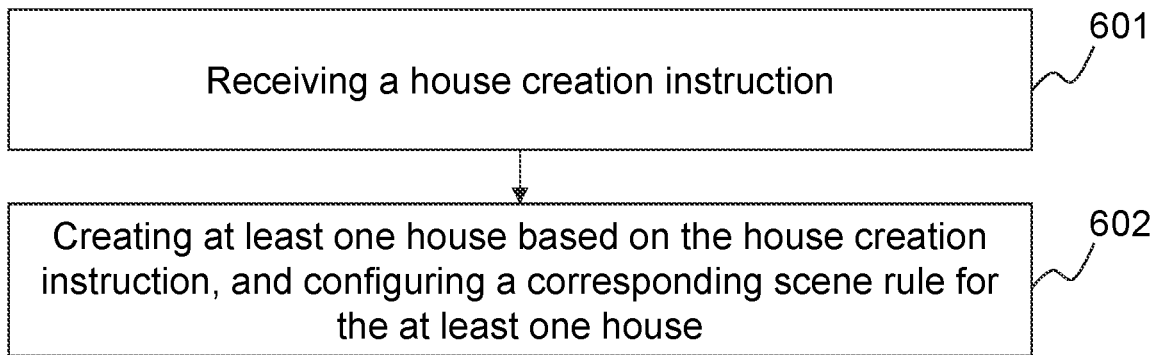 601
Receiving a house creation instruction
602
Creating at least one house based on the house creation
instruction, and configuring a corresponding scene rule for
the at least one house